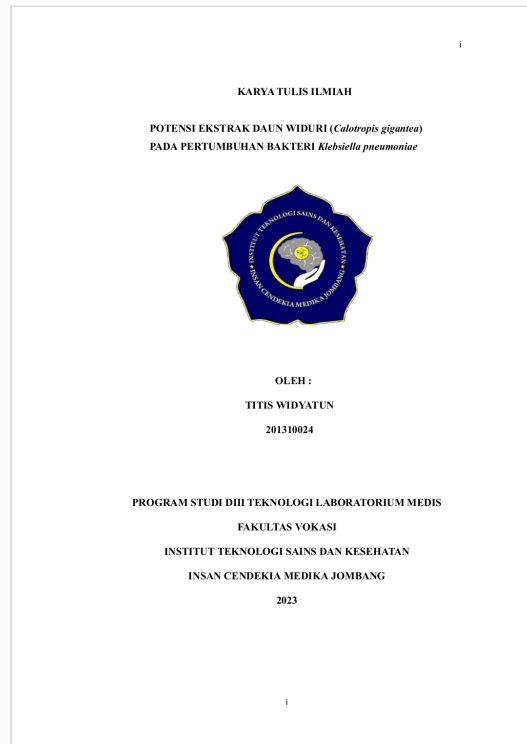 i
KARYA TULIS ILMIAH
POTENSI EKSTRAK DAUN WIDURI (Calotropis gigantea)
PADA PERTUMBUHAN BAKTERI Klebsiella pneumoniae
INSTITUT TEKNOLOGI SAINS DAN KESEHATAN
INSAN CENDEKIA MEDIKA JOMBANG
OLEH :
TITIS WIDYATUN
201310024
PROGRAM STUDI DIII TEKNOLOGI LABORATORIUM MEDIS
FAKULTAS VOKASI
INSTITUT TEKNOLOGI SAINS DAN KESEHATAN
INSAN CENDEKIA MEDIKA JOMBANG
2023
i